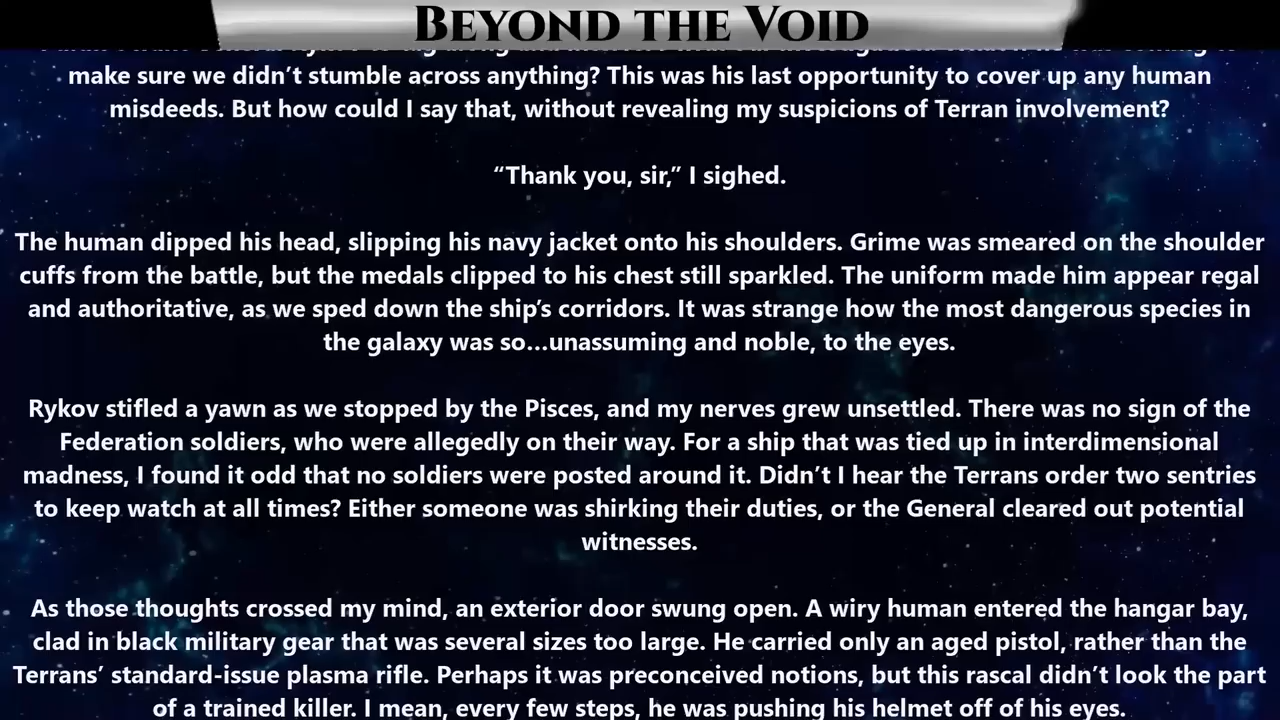 BEYOND THE VOID
make sure we didn’t stumble across anything? This was his last opportunity to cover up any human
misdeeds. But how could I say that, without revealing my suspicions of Terran involvement?
“Thank you, sir,” I sighed.
The human dipped his head, slipping his navy jacket onto his shoulders. Grime was smeared on the shoulder
cuffs from the battle, but the medals clipped to his chest still sparkled. The uniform made him appear regal
and authoritative, as we sped down the ship’s corridors. It was strange how the most dangerous species in
the galaxy was so…unassuming and noble, to the eyes.
Rykov stifled a yawn as we stopped by the Pisces, and my nerves grew unsettled. There was no sign of the
Federation soldiers, who were allegedly on their way. For a ship that was tied up in interdimensional
madness, I found it odd that no soldiers were posted around it. Didn’t I hear the Terrans order two sentries
to keep watch at all times? Either someone was shirking their duties, or the General cleared out potential
witnesses.
As those thoughts crossed my mind, an exterior door swung open. A wiry human entered the hangar bay,
clad in black military gear that was several sizes too large. He carried only an aged pistol, rather than the
Terrans’ standard-issue plasma rifle. Perhaps it was preconceived notions, but this rascal didn’t look the part
of a trained killer. I mean, every few steps, he was pushing his helmet off of his eyes.